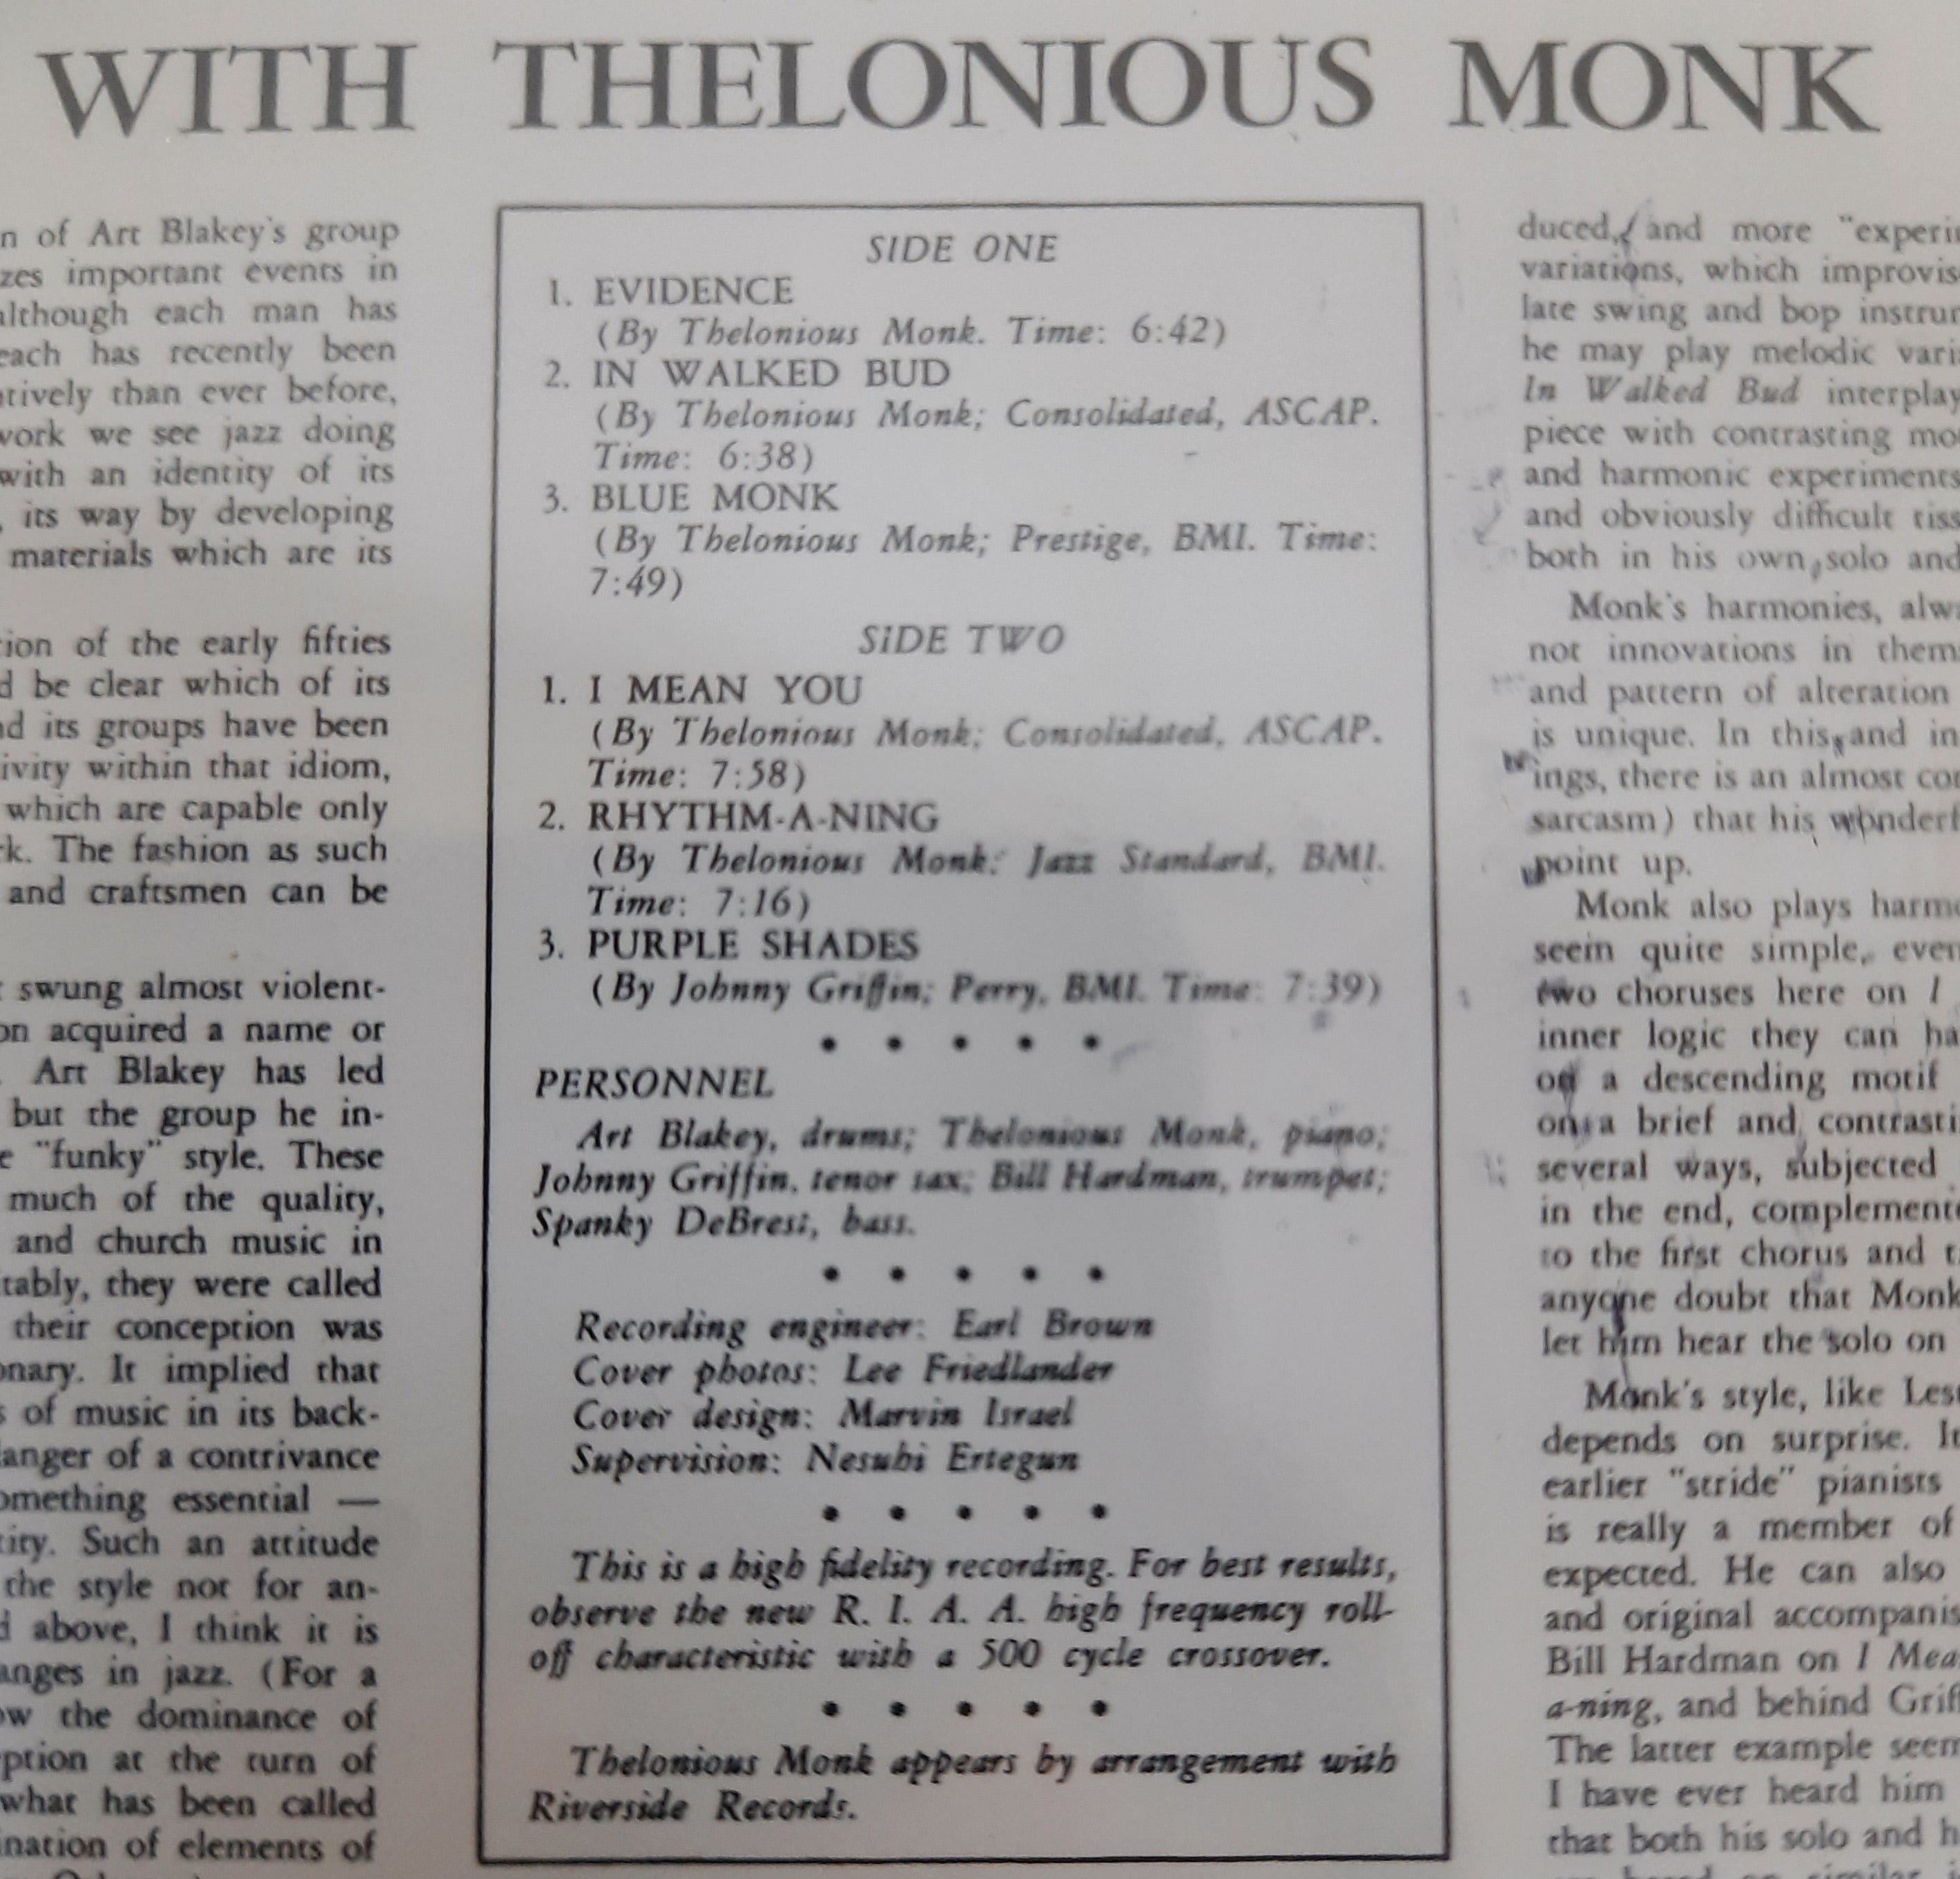 WITH THELONIOUS MONK
n of Art Blakey's group
zes important events in
although each man has
each has recently been
atively than ever before,
work we see jazz doing
with an identity of its
, its way by developing
materials which are its
tion of the early fifties
d be clear which of its
nd its groups have been
ivity within that idiom,
which are capable only
rk. The fashion as such
and craftsmen can be
t swung almost violent-
on acquired a name or
. Art Blakey has led
but the group he in-
e "funky" style. These
much of the quality,
and church music in
itably, they were called
their conception was
onary. It implied that
s of music in its back-
danger of a contrivance
omething essential —
tity. Such an attitude
the style not for an-
d above, I think it is
anges in jazz. (For a
ow the dominance of
ption at the turn of
what has been called
ination of elements of
SIDE ONE
1. EVIDENCE
(By Thelonious Monk. Time: 6:42)
2. IN WALKED BUD
(By Thelonious Monk; Consolidated, ASCAP.
Time: 6:38)
3. BLUE MONK
(By Thelonious Monk; Prestige, BMI. Time:
7:49)
SiDE TWO
1. I MEAN YOU
(By Thelonious Monk; Consolidated, ASCAP.
Time: 7:58)
2. RHYTHM-A-NING
(By Thelonious Monk; Jazz Standard, BMI.
Time: 7:16)
3. PURPLE SHADES
(By Johnny Griffin; Perry, BMI. Time: 7:39)
• • • • •
PERSONNEL
Art Blakey, drums; Thelonious Monk, piano;
Johnny Griffin, tenor sax; Bill Hardman, trumpet;
Spanky DeBrest, bass.
• • • • •
Recording engineer: Earl Brown
Cover photos: Lee Friedlander
Cover design: Marvin Israel
Supervision: Nesuhi Ertegun
• • • • •
This is a high fidelity recording. For best results,
observe the new R. I. A. A. high frequency roll-
off characteristic with a 500 cycle crossover.
• • • • •
Thelonious Monk appears by arrangement with
Riverside Records.
duced, and more "experi
variations, which improvis
late swing and bop instru
he may play melodic vari
In Walked Bud interplay
piece with contrasting mo
and harmonic experiments
and obviously difficult tiss
both in his own solo and
Monk's harmonies, alw
not innovations in them
and pattern of alteration
is unique. In this and in
ings, there is an almost con
sarcasm) that his wonderf
point up.
Monk also plays harmo
seem quite simple, even
two choruses here on I
inner logic they can ha
on a descending motif
on a brief and contrasti
several ways, subjected
in the end, complemente
to the first chorus and t
anyone doubt that Monk
let him hear the solo on
Monk's style, like Les
depends on surprise. It
earlier "stride" pianists
is really a member of
expected. He can also
and original accompanis
Bill Hardman on I Mea
a-ning, and behind Grif
The latter example seem
I have ever heard him
that both his solo and h